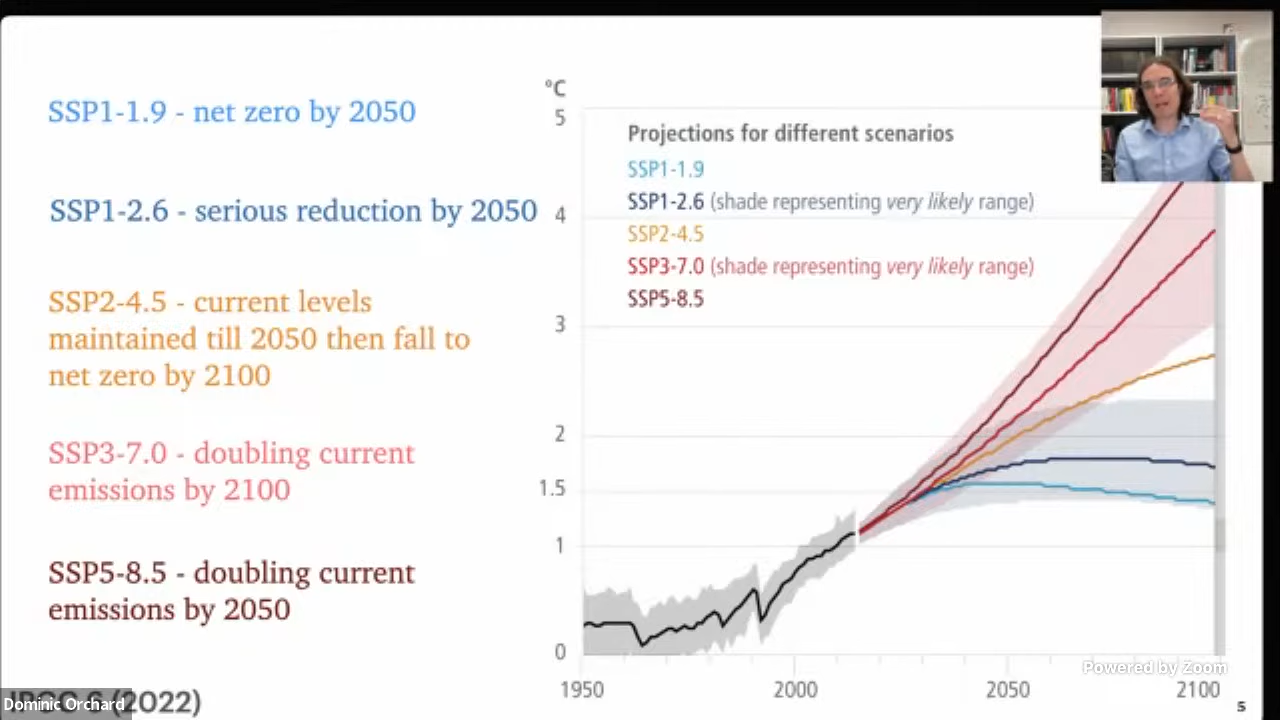 SSP1-1.9 - net zero by 2050
SSP1-2.6 - serious reduction by 2050
SSP2-4.5 - current levels
maintained till 2050 then fall to
net zero by 2100
SSP3-7.0 - doubling current
emissions by 2100
SSP5-8.5 - doubling current
emissions by 2050
°C
5
4
3
2
1.5
1
0
Projections for different scenarios
SSP1-1.9
SSP1-2.6 (shade representing very likely range)
SSP2-4.5
SSP3-7.0 (shade representing very likely range)
SSP5-8.5
1950
2000
2050
2100
Powered by Zoom
5
(2022)
Dominic Orchard